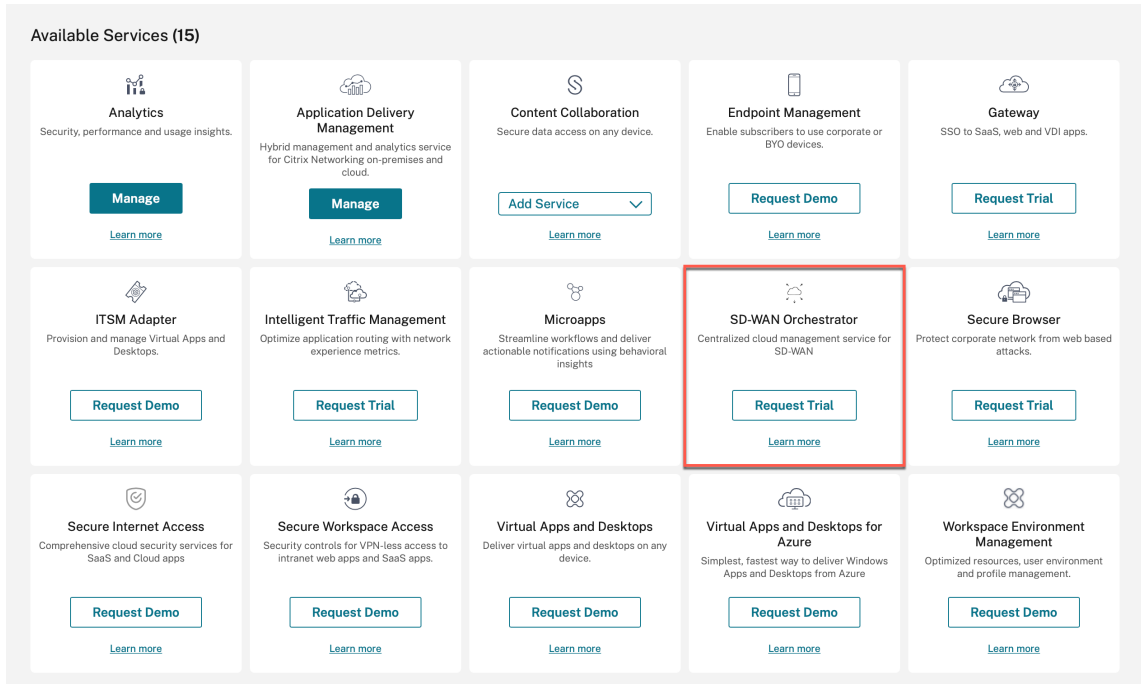 Available Services (15)
Analytics
Security, performance and usage insights.
Manage
Learn more
Application Delivery
Management
Hybrid management and analytics service
for Citrix Networking on-premises and
cloud.
Manage
Learn more
Content Collaboration
Secure data access on any device.
Add Service
Learn more
Endpoint Management
Enable subscribers to use corporate or
BYO devices.
Request Demo
Learn more
Gateway
SSO to SaaS, web and VDI apps.
Request Trial
Learn more
ITSM Adapter
Provision and manage Virtual Apps and
Desktops.
Request Demo
Learn more
Intelligent Traffic Management
Optimize application routing with network
experience metrics.
Request Trial
Learn more
Microapps
Streamline workflows and deliver
actionable notifications using behavioral
insights
Request Demo
Learn more
SD-WAN Orchestrator
Centralized cloud management service for
SD-WAN
Request Trial
Learn more
Secure Browser
Protect corporate network from web based
attacks.
Request Trial
Learn more
Secure Internet Access
Comprehensive cloud security services for
SaaS and Cloud apps
Request Demo
Learn more
Secure Workspace Access
Security controls for VPN-less access to
intranet web apps and SaaS apps.
Request Demo
Learn more
Virtual Apps and Desktops
Deliver virtual apps and desktops on any
device.
Request Demo
Learn more
Virtual Apps and Desktops for
Azure
Simplest, fastest way to deliver Windows
Apps and Desktops from Azure
Request Demo
Learn more
Workspace Environment
Management
Optimized resources, user environment
and profile management.
Request Demo
Learn more